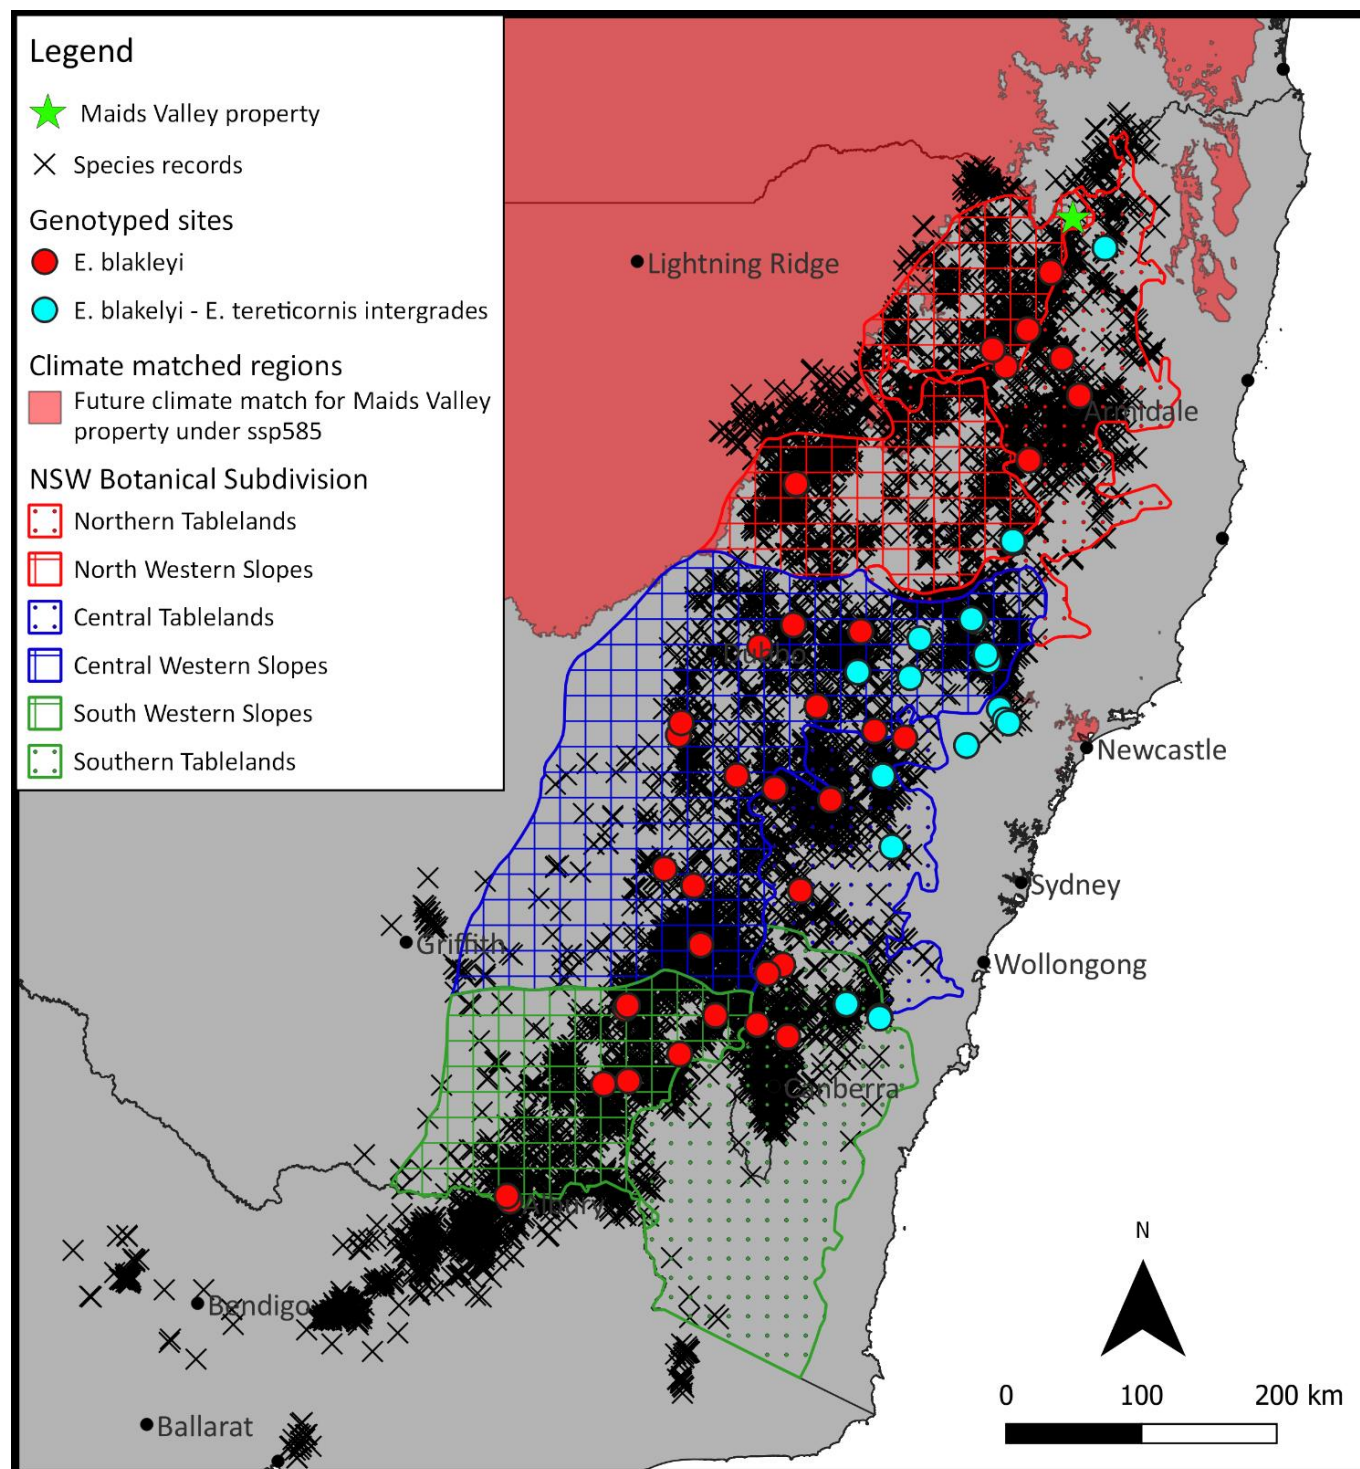 Legend
Maids Valley property
Species records
Genotyped sites
E. blakleyi
E. blakelyi - E. tereticornis intergrades
Climate matched regions
Future climate match for Maids Valley
property under ssp585
NSW Botanical Subdivision
Northern Tablelands
North Western Slopes
Central Tablelands
Central Western Slopes
South Western Slopes
Southern Tablelands
Lightning Ridge
Armidale
Dubbo
Newcastle
Sydney
Griffith
Wollongong
Canberra
Albury
Bendigo
Ballarat
N
0 100 200 km